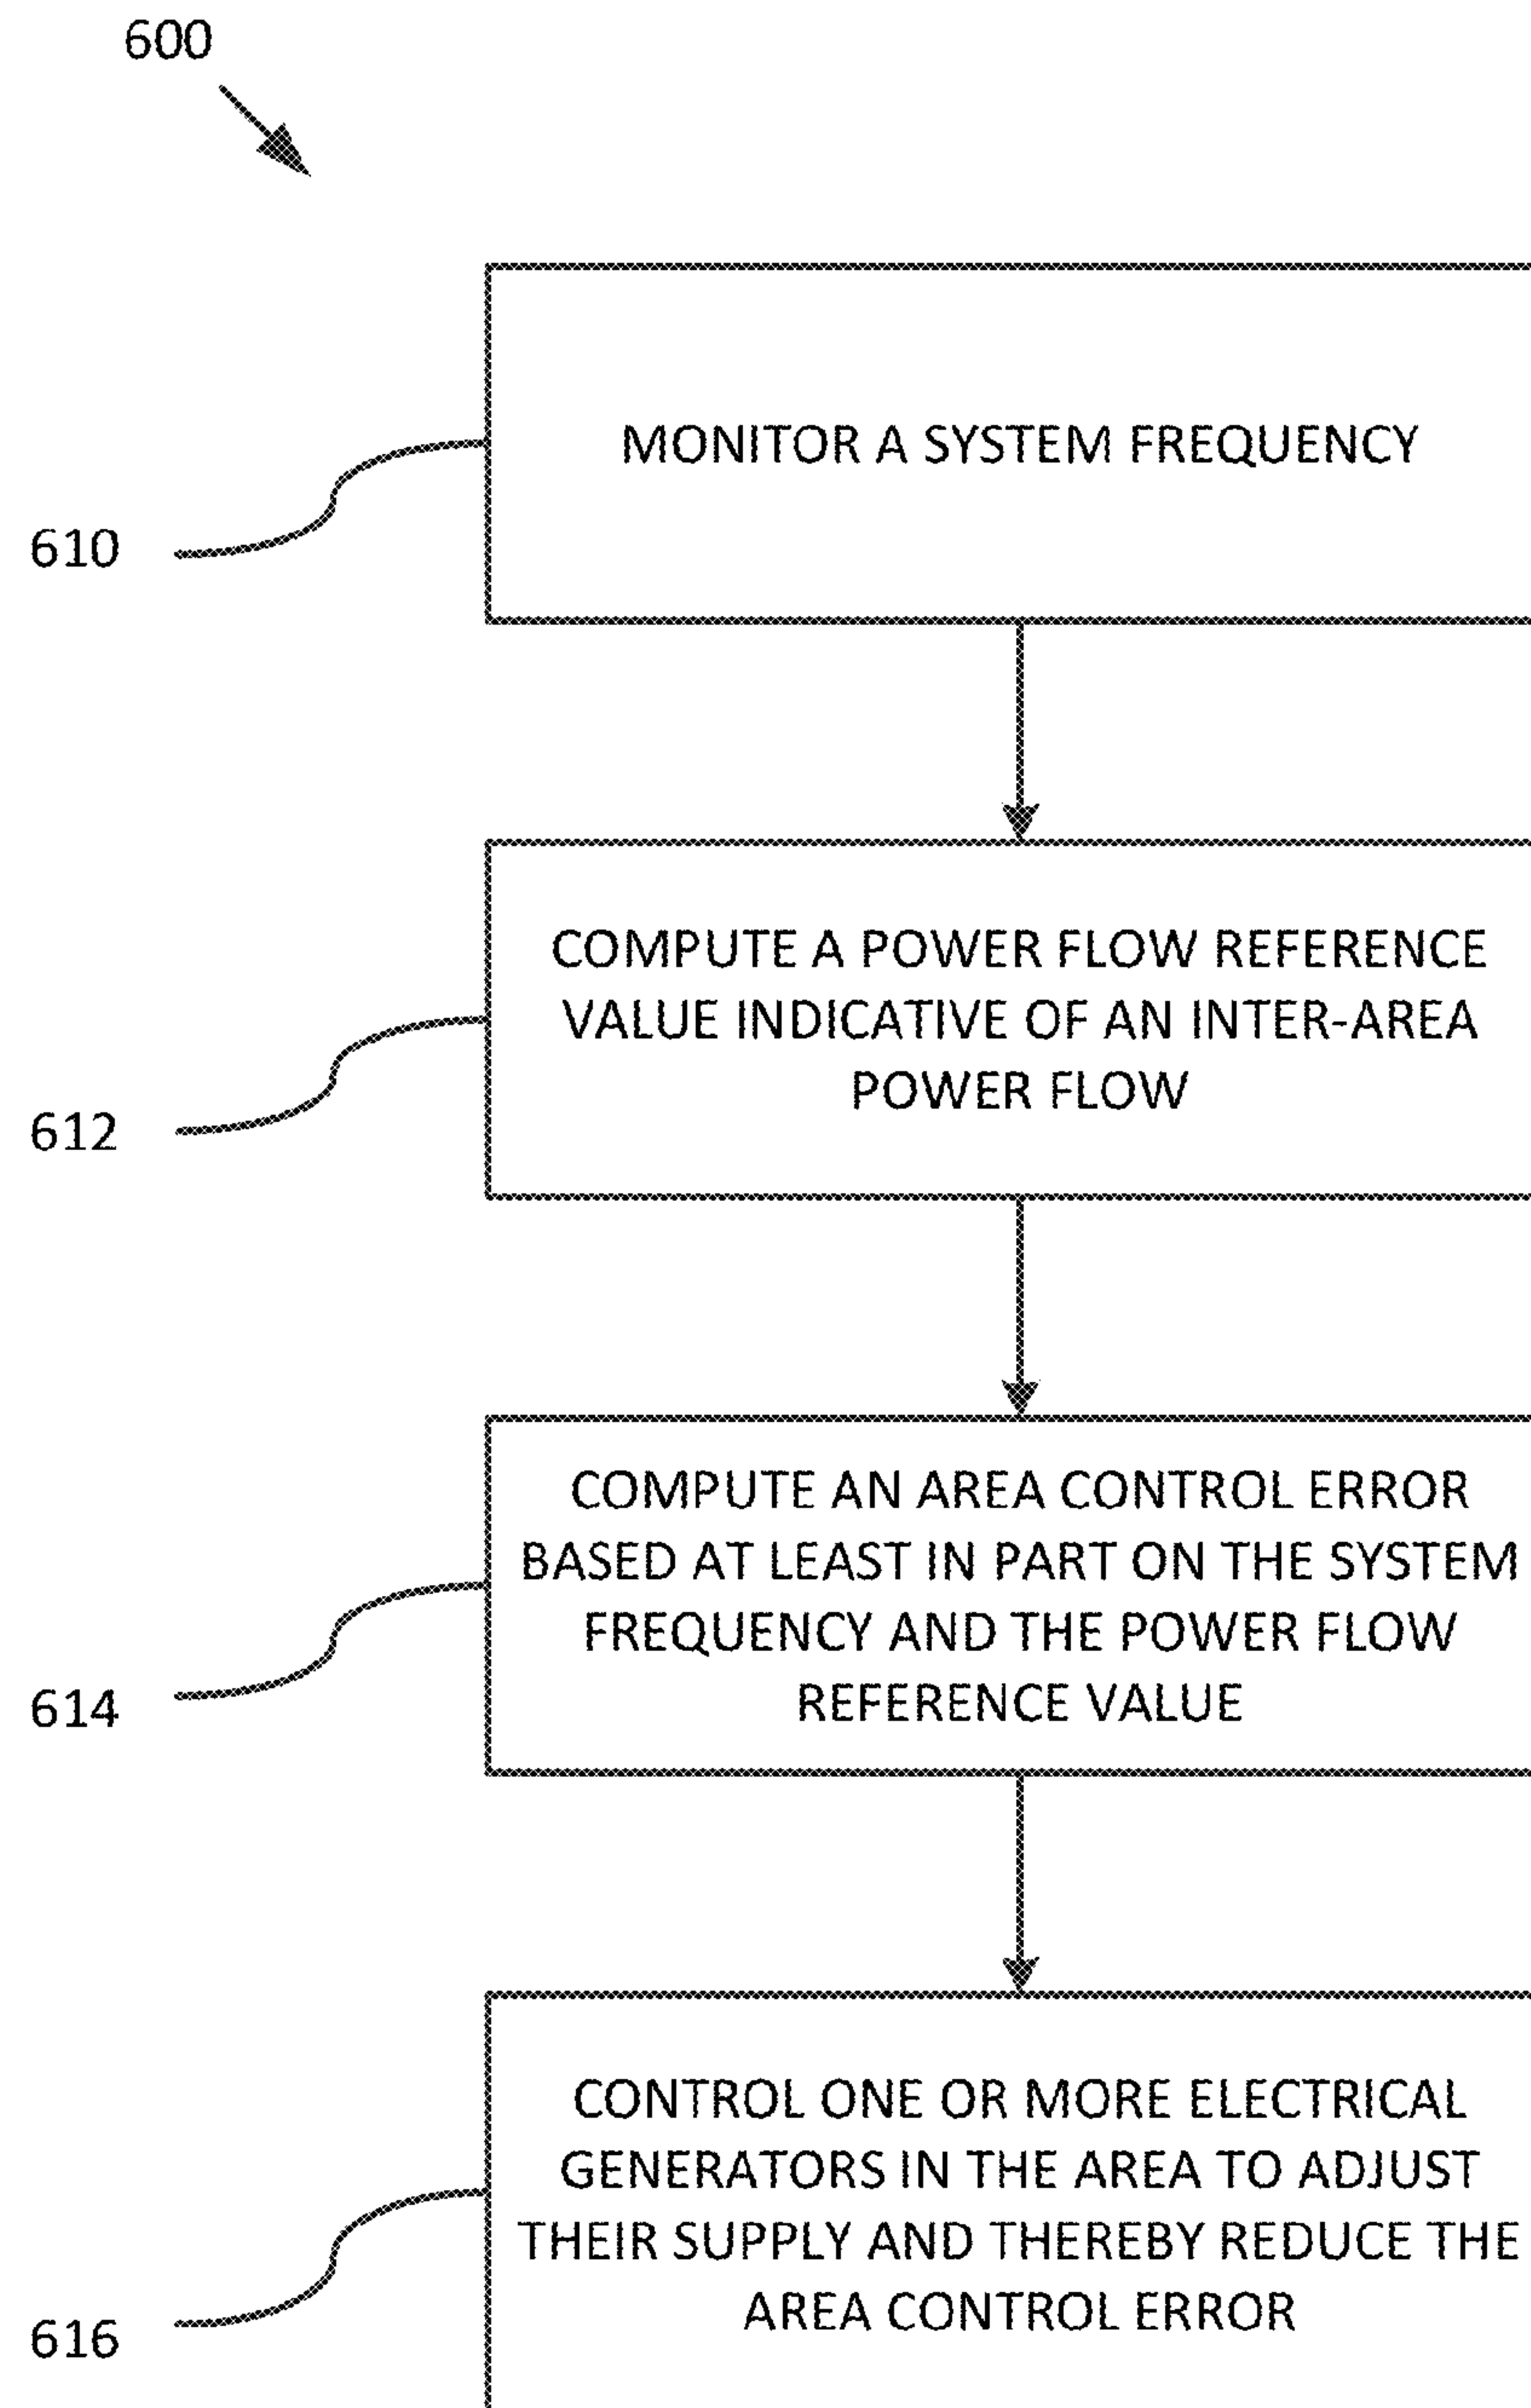 600
MONITOR A SYSTEM FREQUENCY
610
COMPUTE A POWER FLOW REFERENCE
VALUE INDICATIVE OF AN INTER-AREA
POWER FLOW
612
COMPUTE AN AREA CONTROL ERROR
BASED AT LEAST IN PART ON THE SYSTEM
FREQUENCY AND THE POWER FLOW
REFERENCE VALUE
614
CONTROL ONE OR MORE ELECTRICAL
GENERATORS IN THE AREA TO ADJUST
THEIR SUPPLY AND THEREBY REDUCE THE
AREA CONTROL ERROR
616